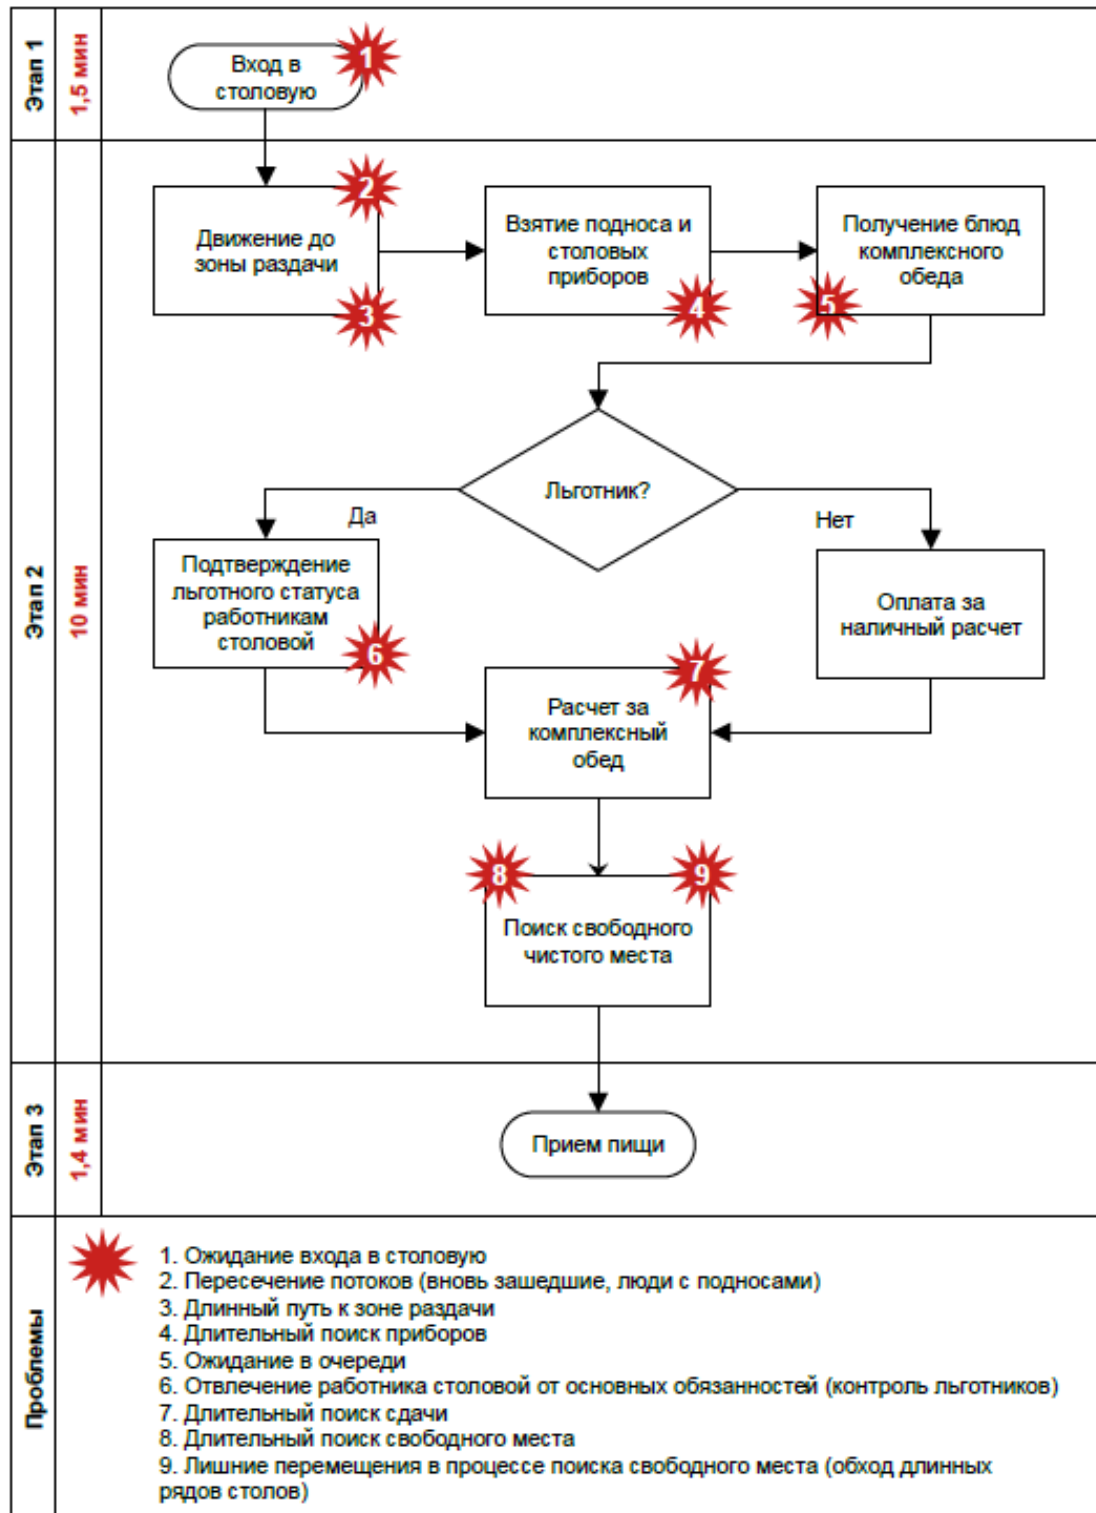 Этап 1
1,5 мин
Вход в
столовую
1
Этап 2
10 мин
2
Движение до
зоны раздачи
3
Взятие подноса и
столовых
приборов
4
Получение блюд
комплексного
обеда
5
Льготник?
Да
Нет
Подтверждение
льготного статуса
работникам
столовой
6
Оплата за
наличный расчет
7
Расчет за
комплексный
обед
8
9
Поиск свободного
чистого места
Этап 3
1,4 мин
Прием пищи
Проблемы
1. Ожидание входа в столовую
2. Пересечение потоков (вновь зашедшие, люди с подносами)
3. Длинный путь к зоне раздачи
4. Длительный поиск приборов
5. Ожидание в очереди
6. Отвлечение работника столовой от основных обязанностей (контроль льготников)
7. Длительный поиск сдачи
8. Длительный поиск свободного места
9. Лишние перемещения в процессе поиска свободного места (обход длинных
рядов столов)